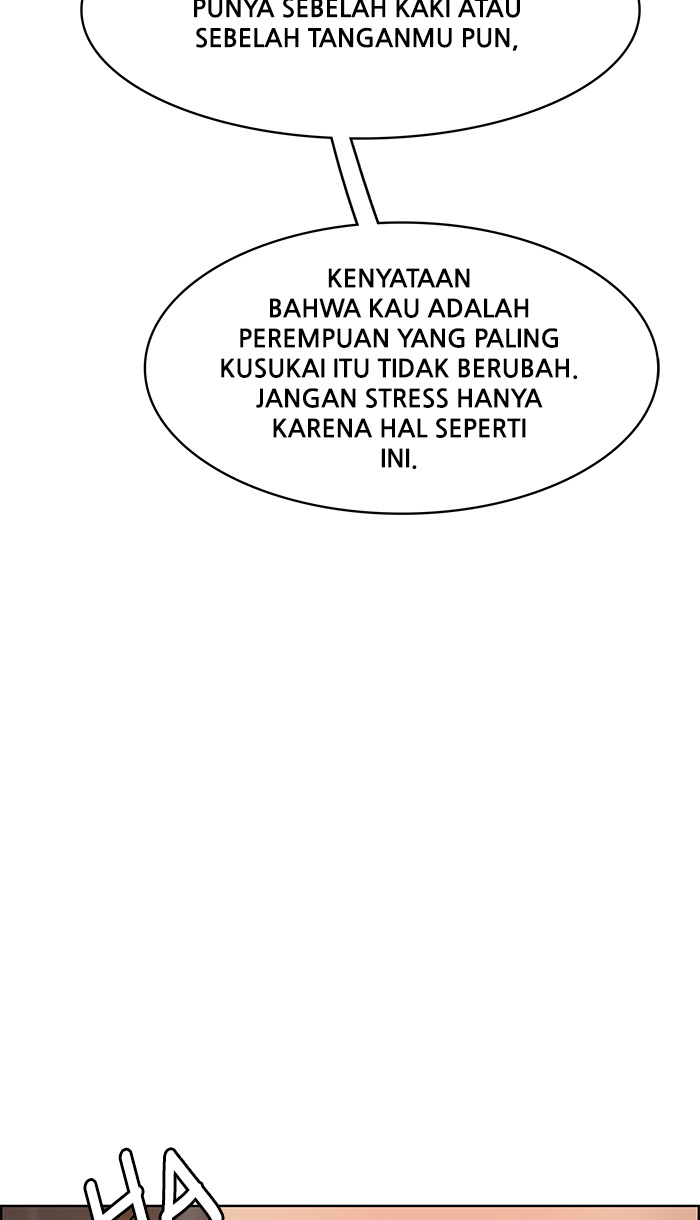 PUNYA SEBELAH KAKI ATAU
SEBELAH TANGANMU PUN,
KENYATAAN
BAHWA KAU ADALAH
PEREMPUAN YANG PALING
KUSUKAI ITU TIDAK BERUBAH.
JANGAN STRESS HANYA
KARENA HAL SEPERTI
INI.
HA